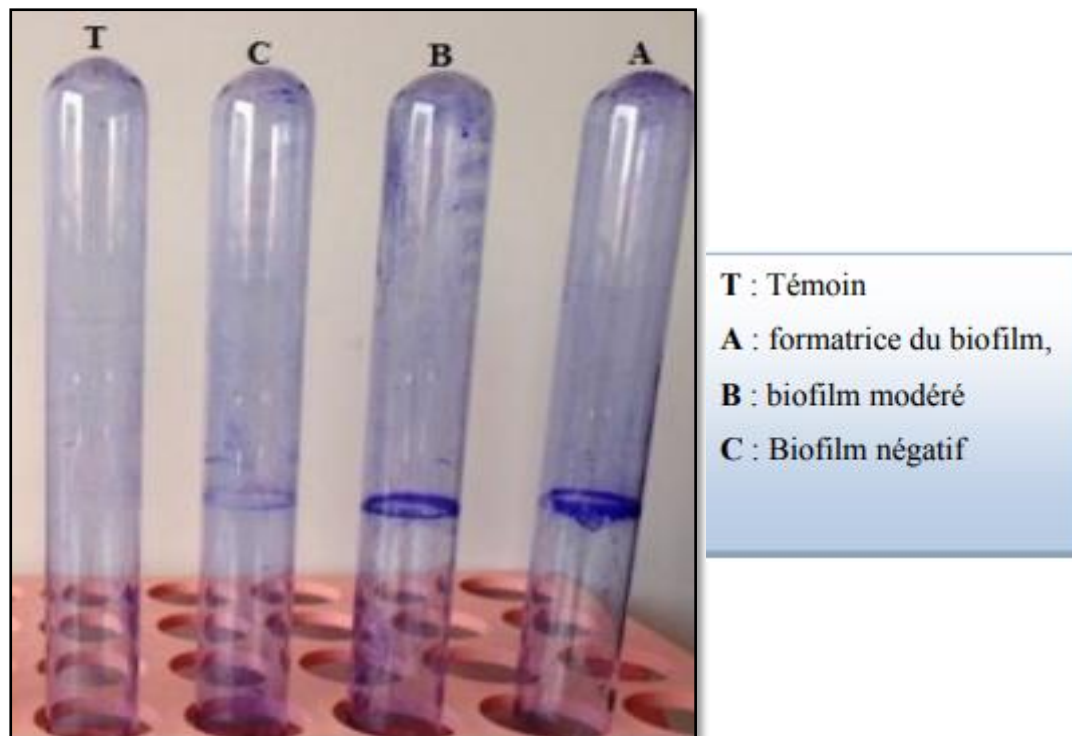 T C B A
T : Témoin
A : formatrice du biofilm,
B : biofilm modéré
C : Biofilm négatif